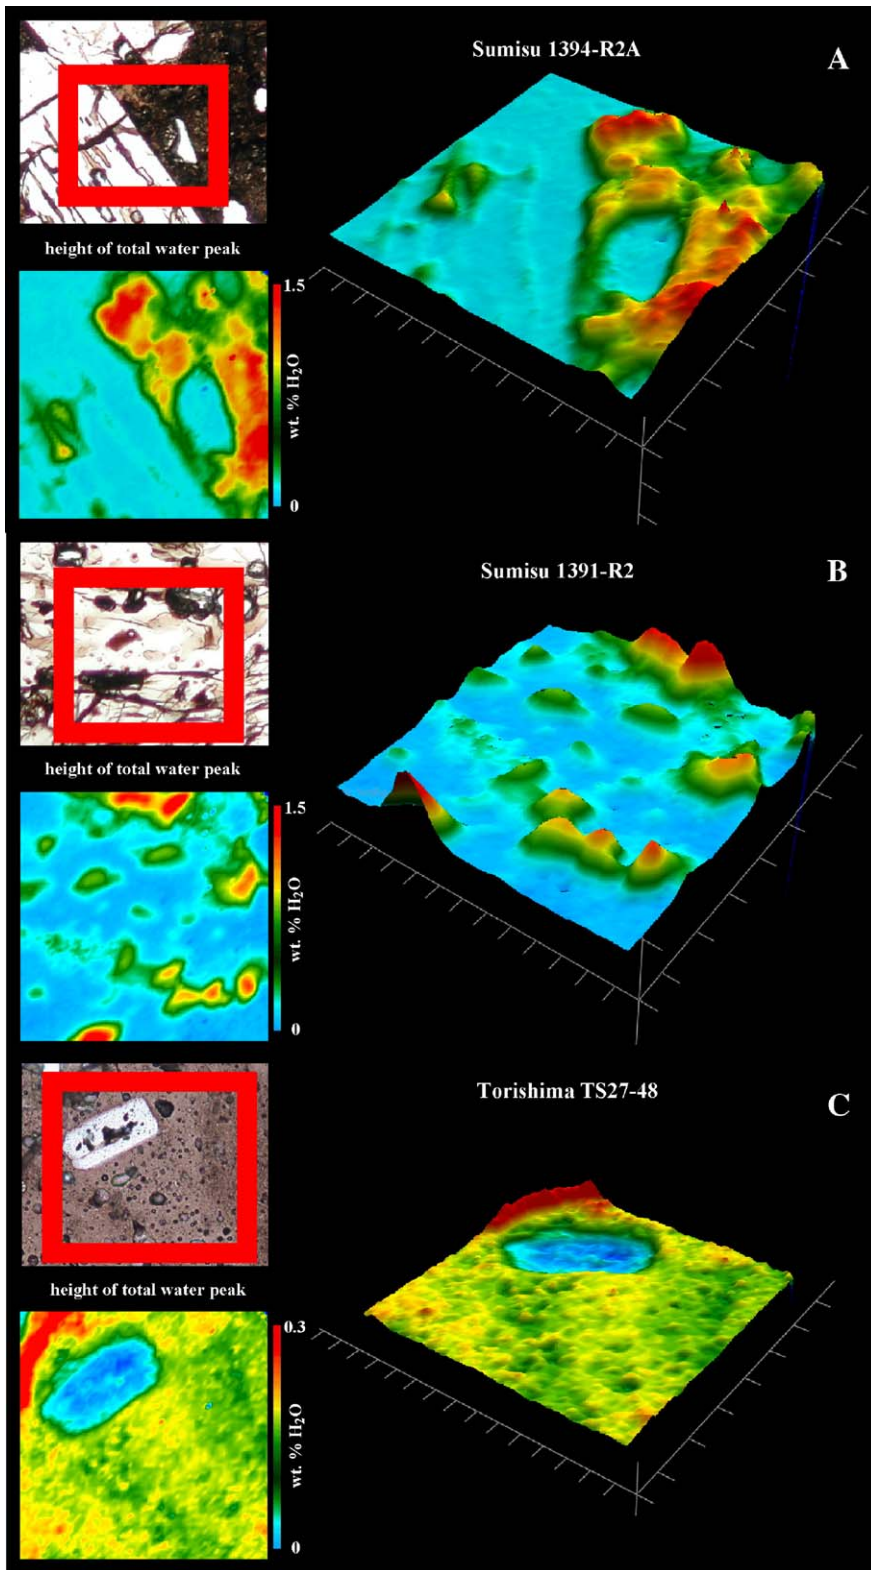 Sumisu 1394-R2A
A
height of total water peak
1.5
wt. % H₂O
0
Sumisu 1391-R2
B
height of total water peak
1.5
wt. % H₂O
0
Torishima TS27-48
C
height of total water peak
0.3
wt. % H₂O
0